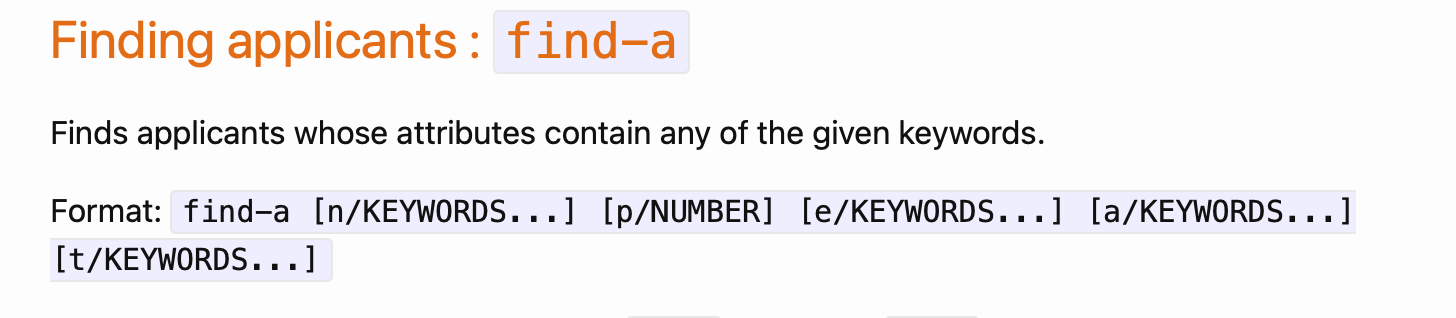 Finding applicants : find-a
Finds applicants whose attributes contain any of the given keywords.
Format: find-a [n/KEYWORDS...] [p/NUMBER] [e/KEYWORDS...] [a/KEYWORDS...]
[t/KEYWORDS...]